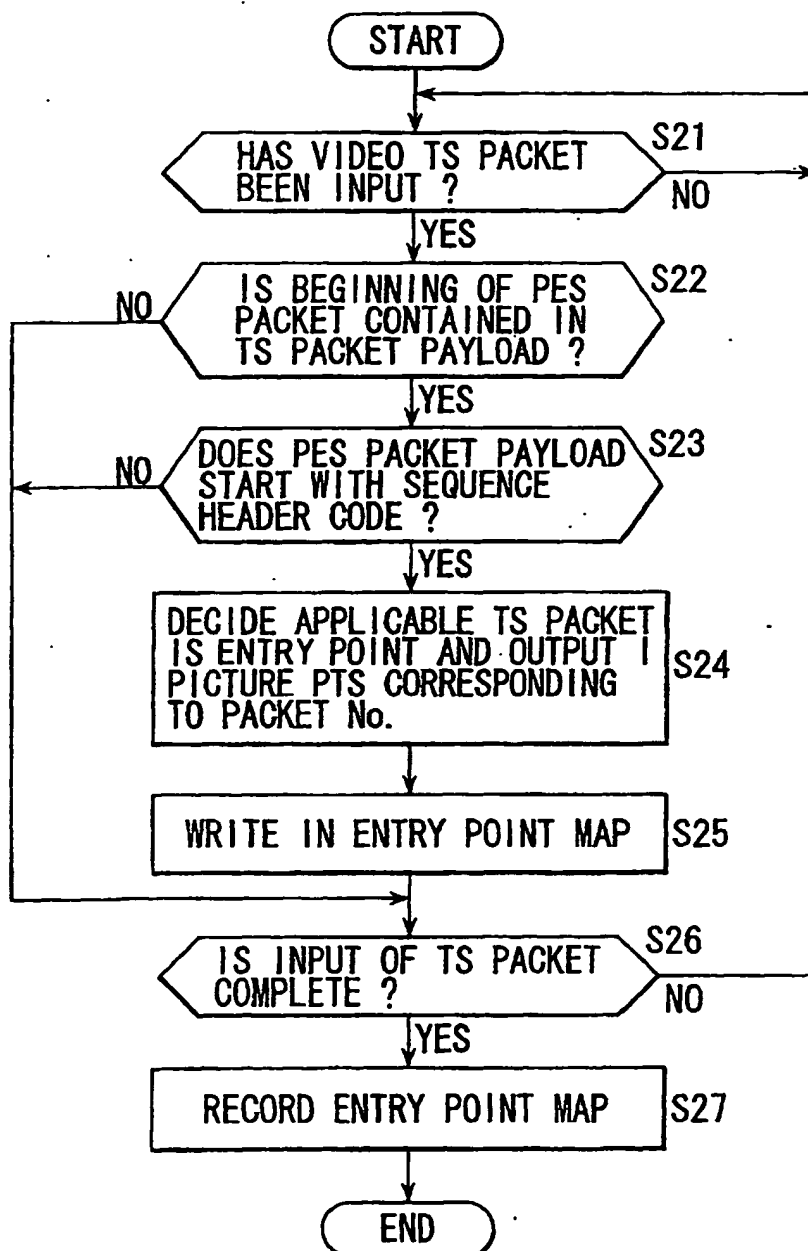 START
HAS VIDEO TS PACKET
BEEN INPUT ?
S21
NO
YES
IS BEGINNING OF PES
PACKET CONTAINED IN
TS PACKET PAYLOAD ?
S22
NO
YES
DOES PES PACKET PAYLOAD
START WITH SEQUENCE
HEADER CODE ?
S23
NO
YES
DECIDE APPLICABLE TS PACKET
IS ENTRY POINT AND OUTPUT I
PICTURE PTS CORRESPONDING
TO PACKET No.
S24
WRITE IN ENTRY POINT MAP
S25
IS INPUT OF TS PACKET
COMPLETE ?
S26
NO
YES
RECORD ENTRY POINT MAP
S27
END